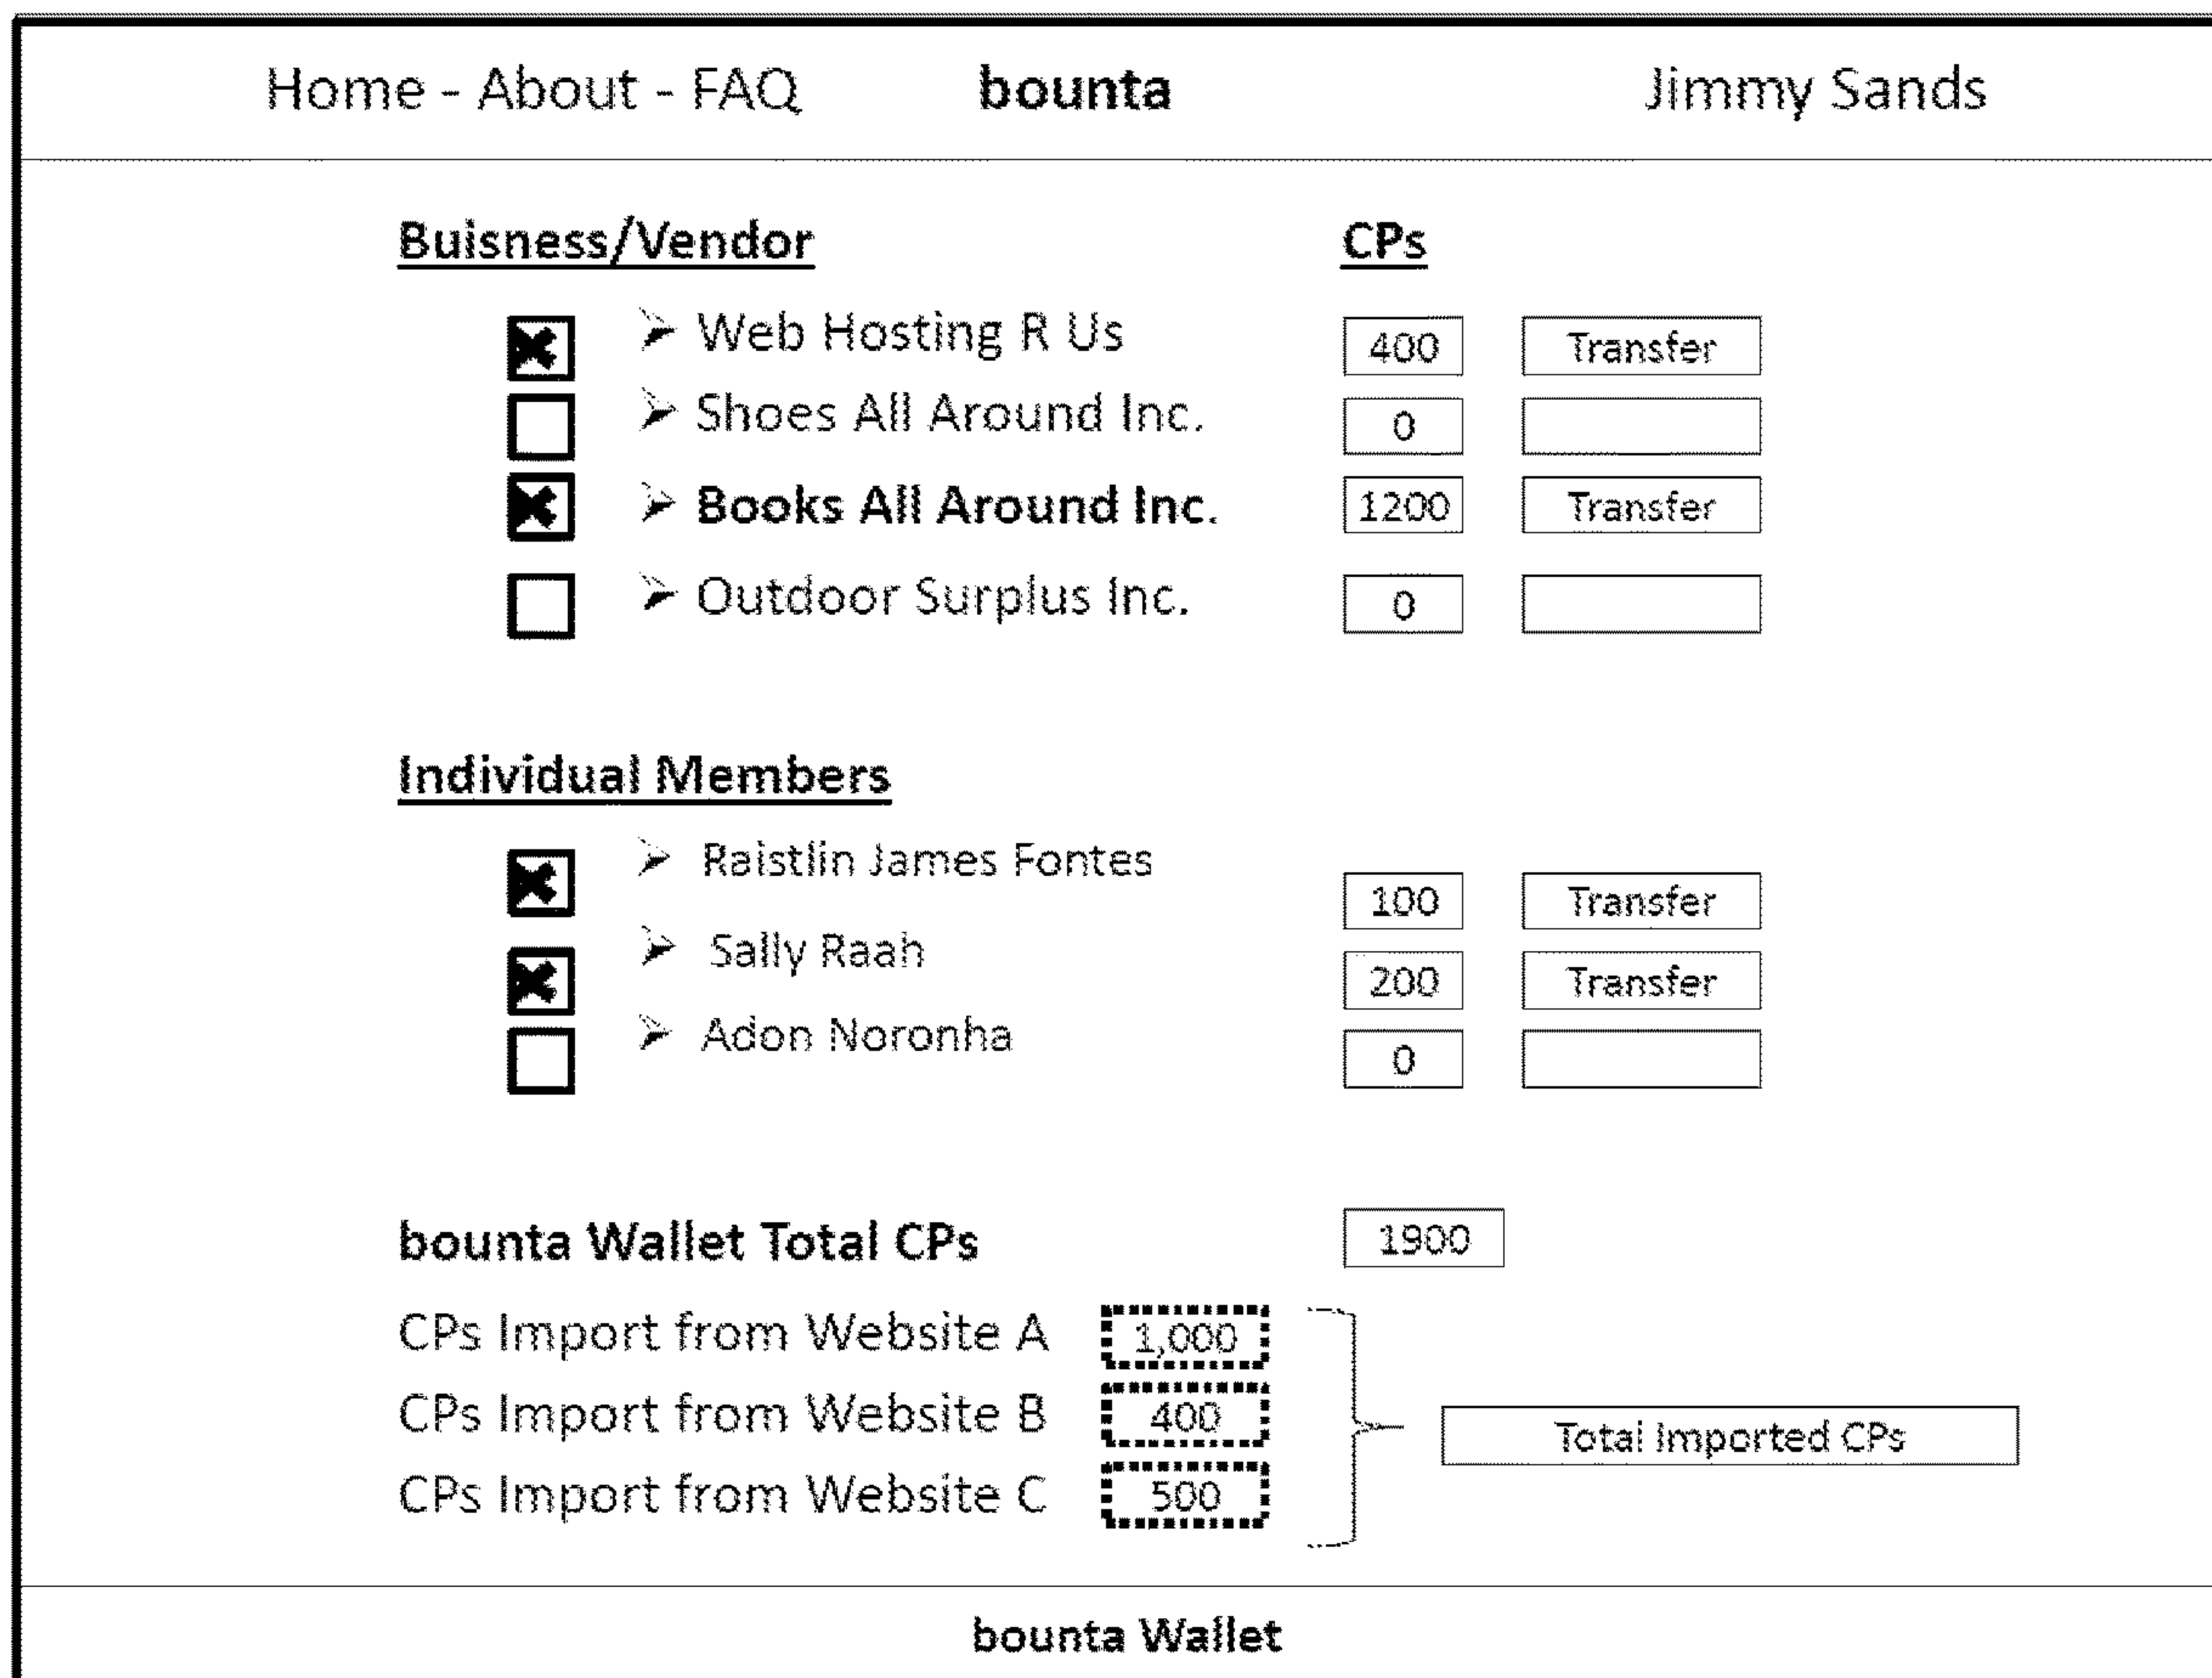 Home - About - FAQ bounta Jimmy Sands
Buisness/Vendor CPs
➢ Web Hosting R Us 400 Transfer
➢ Shoes All Around Inc. 0
➢ Books All Around Inc. 1200 Transfer
➢ Outdoor Surplus Inc. 0
Individual Members
➢ Raistlin James Fontes 100 Transfer
➢ Sally Raah 200 Transfer
➢ Adon Noronha 0
bounta Wallet Total CPs 1900
CPs Import from Website A 1,000
CPs Import from Website B 400 Total Imported CPs
CPs Import from Website C 500
bounta Wallet